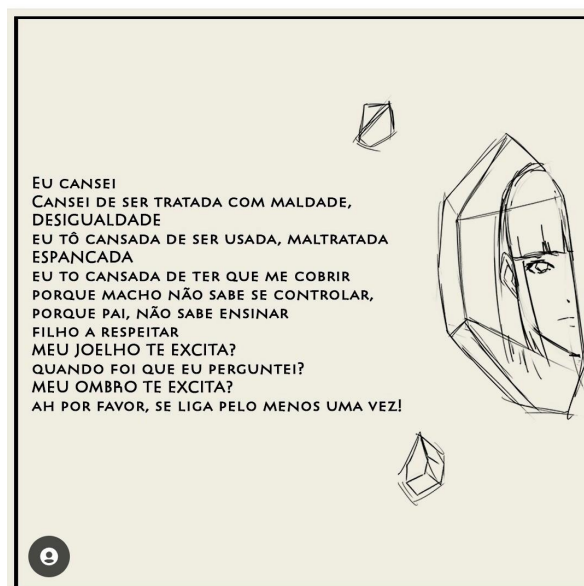 Eu cansei
Cansei de ser tratada com maldade,
DESIGUALDADE
eu tô cansada de ser usada, maltratada
ESPANCADA
eu to cansada de ter que me cobrir
porque macho não sabe se controlar,
porque pai, não sabe ensinar
filho a respeitar
MEU JOELHO TE EXCITA?
quando foi que eu perguntei?
MEU OMBRO TE EXCITA?
ah por favor, se liga pelo menos uma vez!